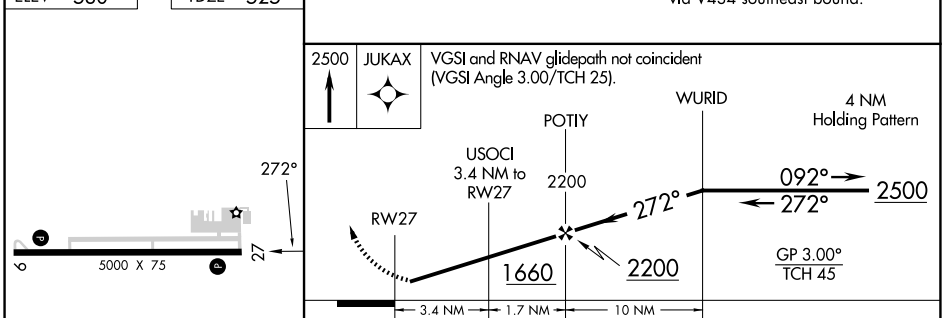 via V454 southeast bound.
2500
JUKAX
VGSI and RNAV glidepath not coincident
(VGSI Angle 3.00/TCH 25).
WURID
4 NM
Holding Pattern
POTIY
USOCI
3.4 NM to
RW27
2200
272°
092°
272°
2500
RW27
272°
1660
2200
GP 3.00°
TCH 45
P
9
5000 X 75
P
27
3.4 NM
1.7 NM
10 NM